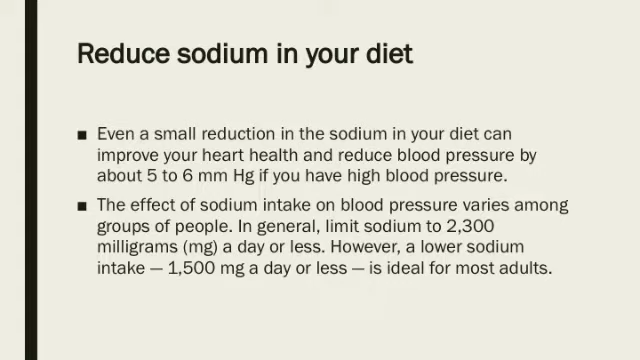 Reduce sodium in your diet
■ Even a small reduction in the sodium in your diet can
improve your heart health and reduce blood pressure by
about 5 to 6 mm Hg if you have high blood pressure.
■ The effect of sodium intake on blood pressure varies among
groups of people. In general, limit sodium to 2,300
milligrams (mg) a day or less. However, a lower sodium
intake — 1,500 mg a day or less — is ideal for most adults.